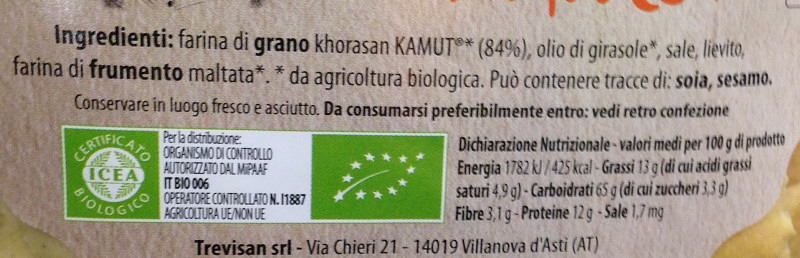 Ingredienti: farina di grano khorasan KAMUT®* (84%), olio di girasole*, sale, lievito,
farina di frumento maltata*. * da agricoltura biologica. Può contenere tracce di: soia, sesamo.
Conservare in luogo fresco e asciutto. Da consumarsi preferibilmente entro: vedi retro confezione
CERTIFICATO
ICEA
BIOLOGICO
Per la distribuzione:
ORGANISMO DI CONTROLLO
AUTORIZZATO DAL MiPAAF
IT BIO 006
OPERATORE CONTROLLATO N. I1887
AGRICOLTURA UE/NON UE
Dichiarazione Nutrizionale - valori medi per 100 g di prodotto
Energia 1782 kJ / 425 kcal - Grassi 13 g (di cui acidi grassi
saturi 4,9 g) - Carboidrati 65 g (di cui zuccheri 3,3 g)
Fibre 3,1 g - Proteine 12 g - Sale 1,7 mg
Trevisan srl - Via Chieri 21 - 14019 Villanova d'Asti (AT)